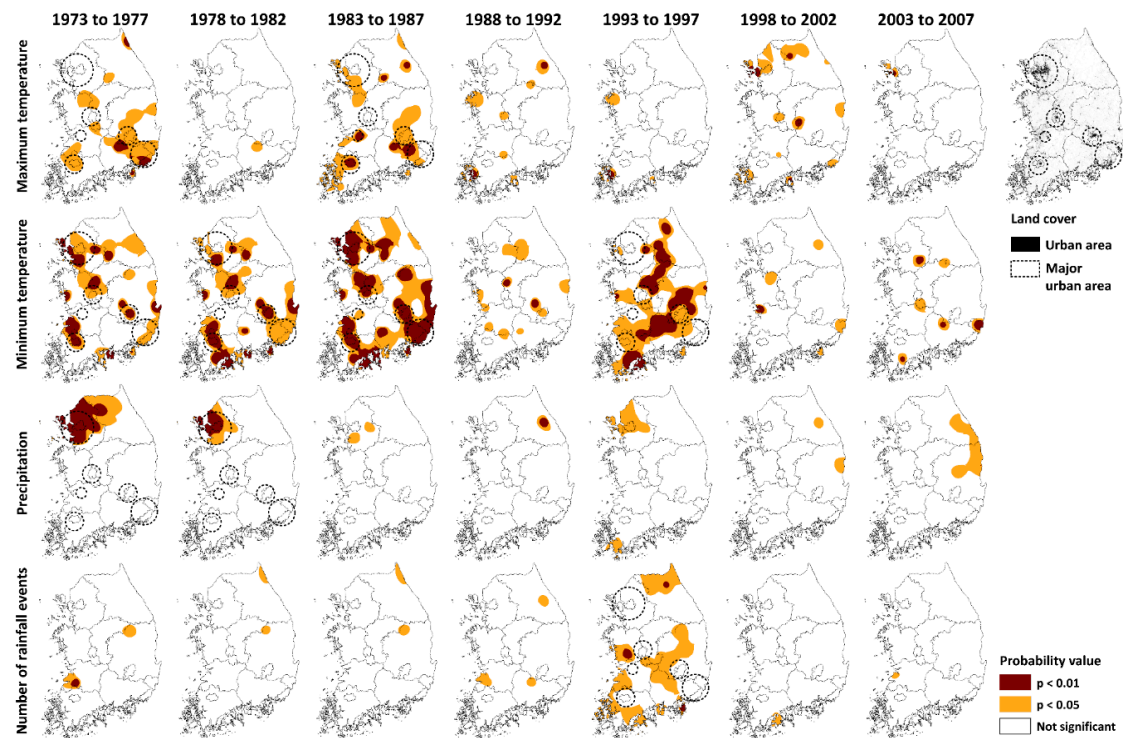 1973 to 1977
1978 to 1982
1983 to 1987
1988 to 1992
1993 to 1997
1998 to 2002
2003 to 2007
Maximum temperature
Minimum temperature
Precipitation
Number of rainfall events
Land cover
Urban area
Major
urban area
Probability value
p < 0.01
p < 0.05
Not significant